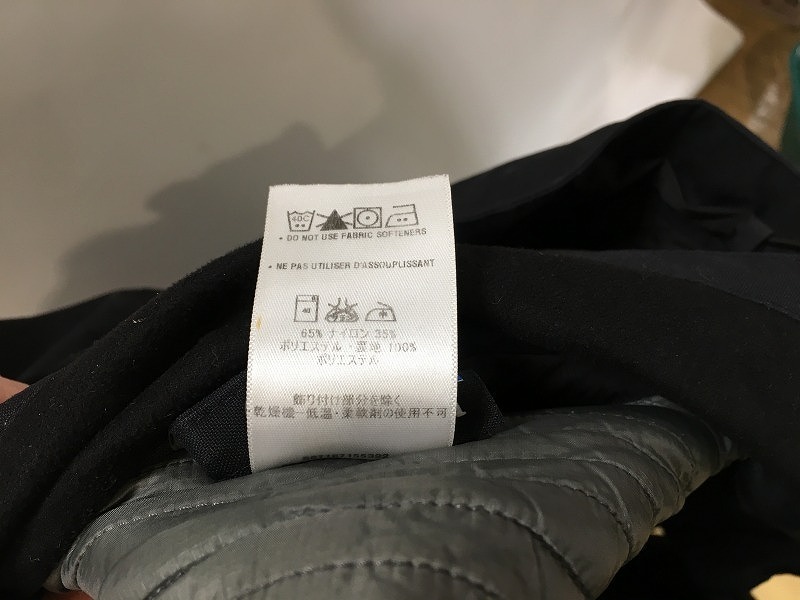 40C
• DO NOT USE FABRIC SOFTENERS
• NE PAS UTILISER D'ASSOUPLISSANT
40
65% ナイロン 35%
ポリエステル・裏地 100%
ポリエステル
飾り付け部分を除く
乾燥機－低温・柔軟剤の使用不可